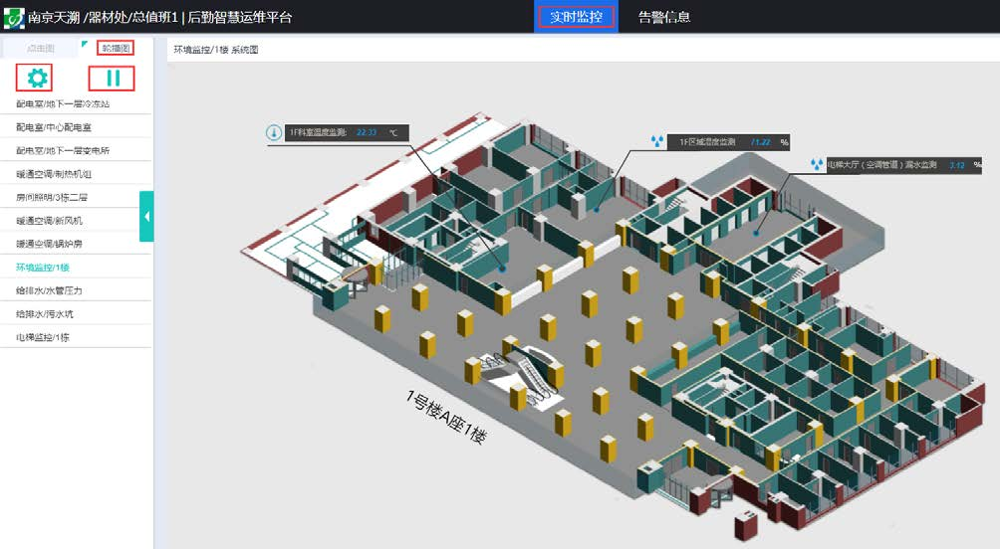 南京天溯 /器材处/总值班1 | 后勤智慧运维平台
实时监控
告警信息
点击图
轮播图
环境监控/1楼 系统图
配电室/地下一层冷冻站
配电室/中心配电室
配电室/地下一层变电所
暖通空调/制热机组
房间照明/3栋二层
暖通空调/新风机
暖通空调/锅炉房
环境监控/1楼
给排水/水管压力
给排水/污水坑
电梯监控/1栋
1F科室温度监测: 22.33 ℃
1F区域湿度监测 71.22 %
电梯大厅（空调管道）漏水监测 3.12 %
1号楼A座1楼